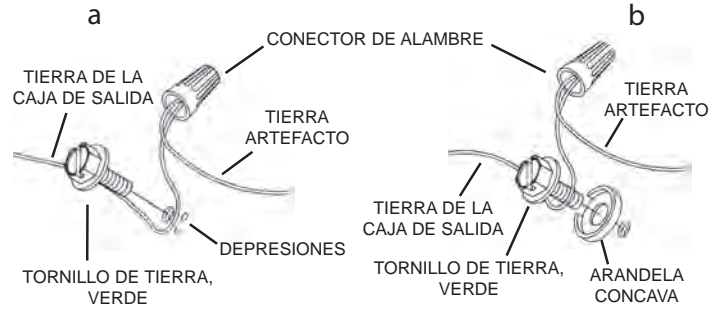 a
b
CONECTOR DE ALAMBRE
TIERRA DE LA
CAJA DE SALIDA
TIERRA
ARTEFACTO
DEPRESIONES
TORNILLO DE TIERRA,
VERDE
TIERRA
ARTEFACTO
TIERRA DE LA
CAJA DE SALIDA
TORNILLO DE TIERRA,
VERDE
ARANDELA
CONCAVA